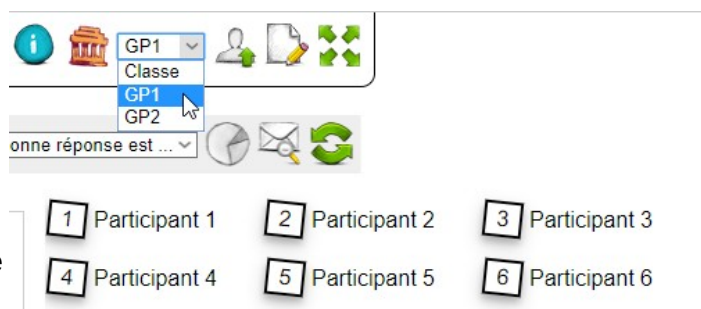 GP1
Classe
GP1
GP2
onne réponse est ...
1 Participant 1 2 Participant 2 3 Participant 3
e
4 Participant 4 5 Participant 5 6 Participant 6